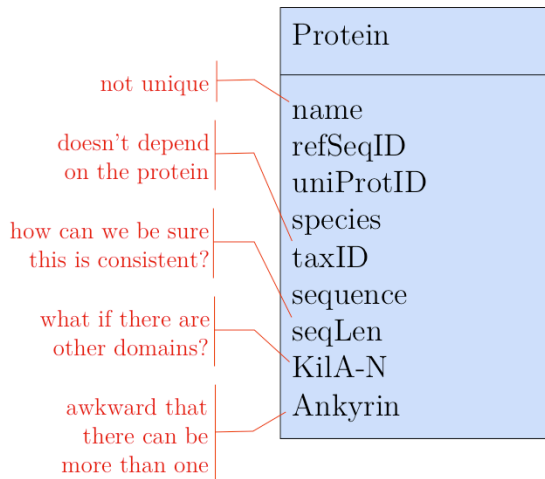 Protein
not unique
name
doesn't depend
on the protein
refSeqID
uniProtID
species
how can we be sure
this is consistent?
taxID
sequence
what if there are
other domains?
seqLen
KilA-N
awkward that
there can be
more than one
Ankyrin